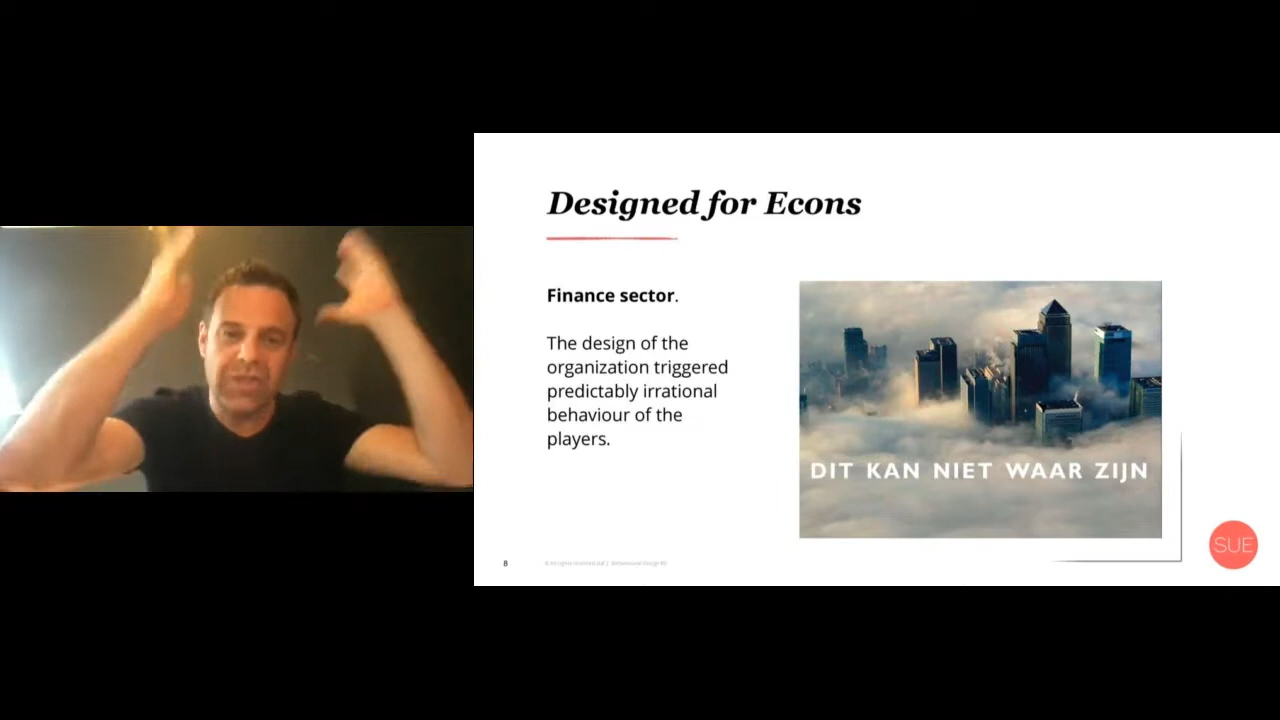 Designed for Econs
Finance sector.
The design of the
organization triggered
predictably irrational
behaviour of the
players.
DIT KAN NIET WAAR ZIJN
SUE
8